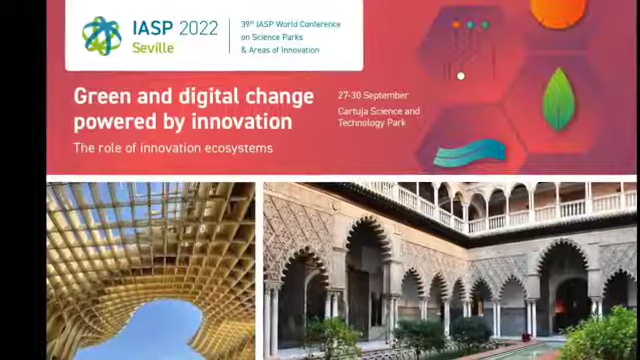 IASP 2022
Seville
39th IASP World Conference
on Science Parks
& Areas of Innovation
Green and digital change
powered by innovation
The role of innovation ecosystems
27-30 September
Cartuja Science and
Technology Park